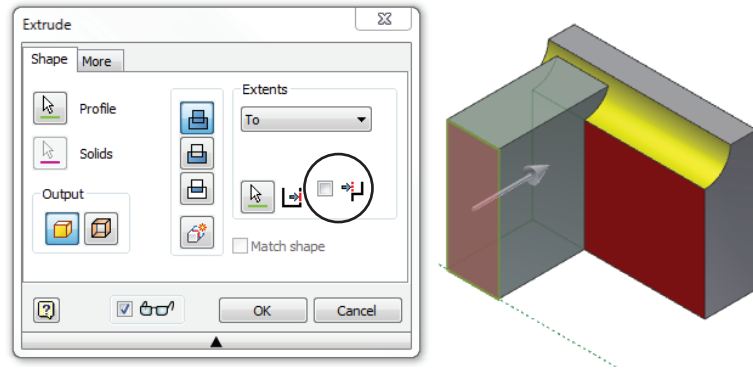 Extrude
Shape More
Profile
Solids
Output
Extents
To
Match shape
? OK Cancel